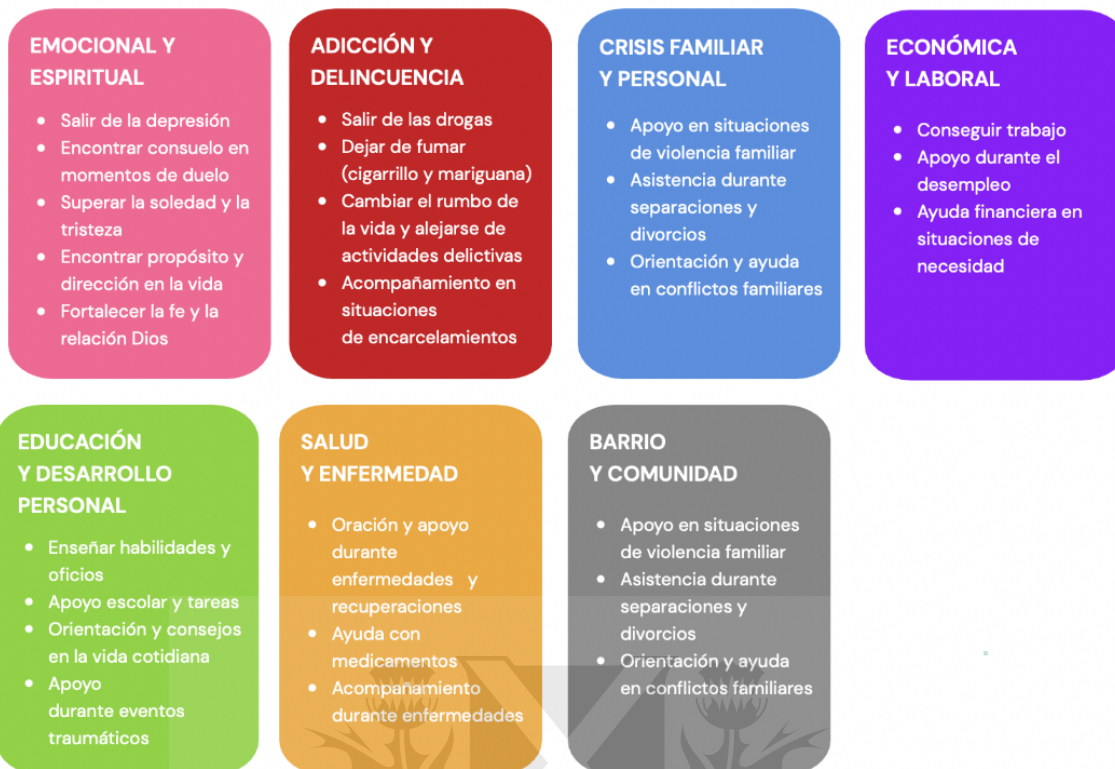 EMOCIONAL Y
ESPIRITUAL
• Salir de la depresión
• Encontrar consuelo en
momentos de duelo
• Superar la soledad y la
tristeza
• Encontrar propósito y
dirección en la vida
• Fortalecer la fe y la
relación Dios
ADICCIÓN Y
DELINCUENCIA
• Salir de las drogas
• Dejar de fumar
(cigarrillo y mariguana)
• Cambiar el rumbo de
la vida y alejarse de
actividades delictivas
• Acompañamiento en
situaciones
de encarcelamientos
CRISIS FAMILIAR
Y PERSONAL
• Apoyo en situaciones
de violencia familiar
• Asistencia durante
separaciones y
divorcios
• Orientación y ayuda
en conflictos familiares
ECONÓMICA
Y LABORAL
• Conseguir trabajo
• Apoyo durante el
desempleo
• Ayuda financiera en
situaciones de
necesidad
EDUCACIÓN
Y DESARROLLO
PERSONAL
• Enseñar habilidades y
oficios
• Apoyo escolar y tareas
• Orientación y consejos
en la vida cotidiana
• Apoyo
durante eventos
traumáticos
SALUD
Y ENFERMEDAD
• Oración y apoyo
durante
enfermedades y
recuperaciones
• Ayuda con
medicamentos
• Acompañamiento
durante enfermedades
BARRIO
Y COMUNIDAD
• Apoyo en situaciones
de violencia familiar
• Asistencia durante
separaciones y
divorcios
• Orientación y ayuda
en conflictos familiares